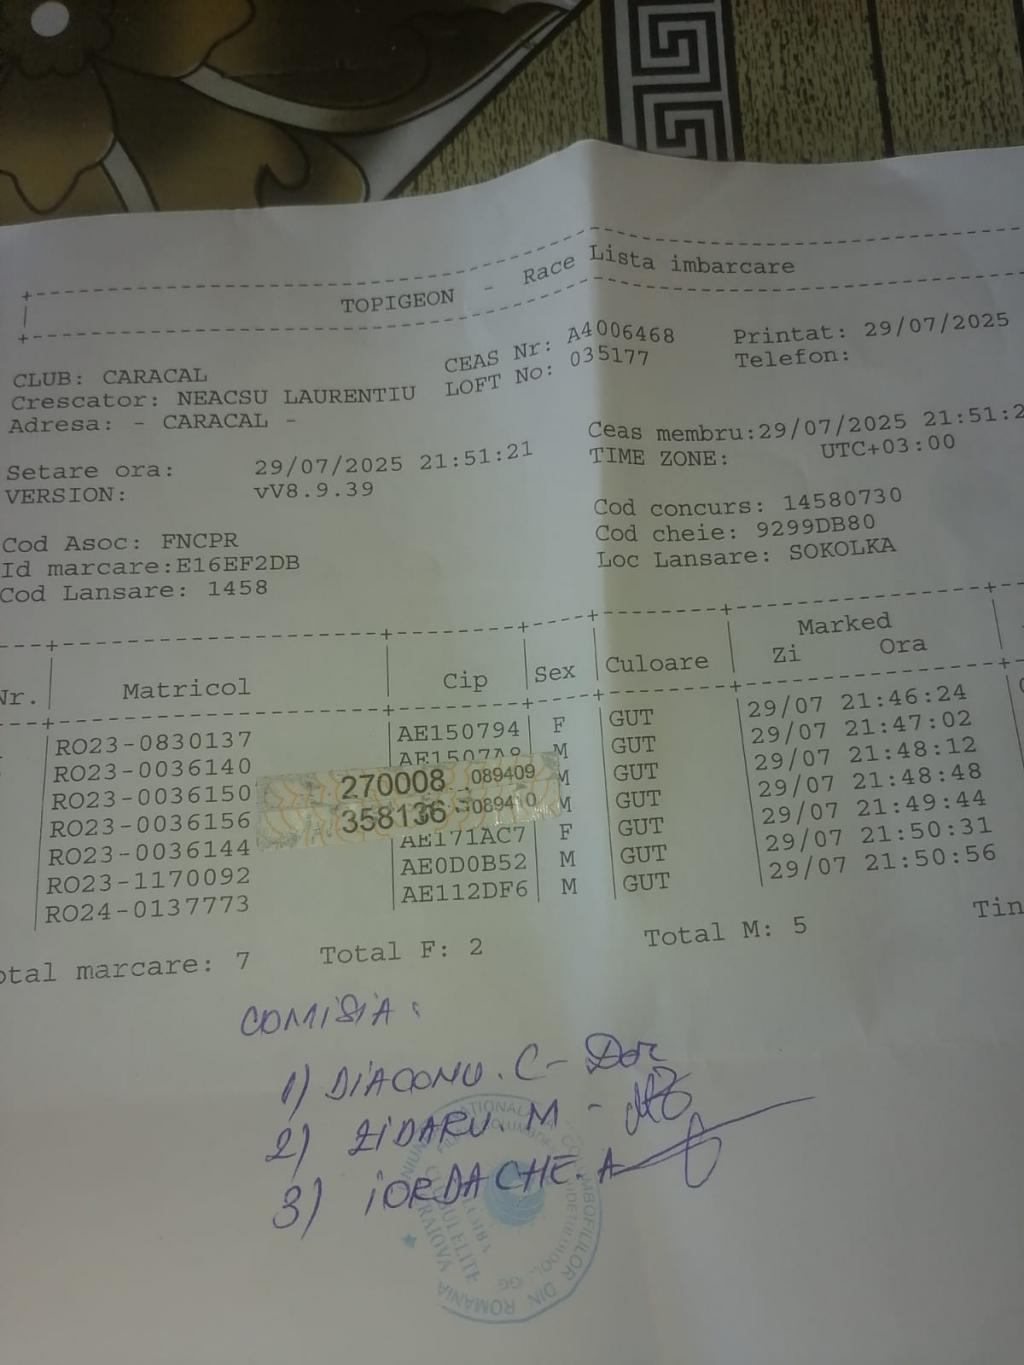 TOPIGEON - Race Lista imbarcare
CLUB: CARACAL
Crescator: NEACSU LAURENTIU
Adresa: - CARACAL -
CEAS Nr: A4006468
LOFT No: 035177
Printat: 29/07/2025
Telefon:
Setare ora: 29/07/2025 21:51:21
VERSION: vV8.9.39
Ceas membru:29/07/2025 21:51:2
TIME ZONE: UTC+03:00
Cod Asoc: FNCPR
Id marcare:E16EF2DB
Cod Lansare: 1458
Cod concurs: 14580730
Cod cheie: 9299DB80
Loc Lansare: SOKOLKA
Nr. Matricol Cip Sex Culoare Marked Zi Ora
RO23-0830137 AE150794 F GUT 29/07 21:46:24
RO23-0036140 M GUT 29/07 21:47:02
RO23-0036150 M GUT 29/07 21:48:12
RO23-0036156 M GUT 29/07 21:48:48
RO23-0036144 AE171AC7 F GUT 29/07 21:49:44
RO23-1170092 AE0D0B52 M GUT 29/07 21:50:31
RO24-0137773 AE112DF6 M GUT 29/07 21:50:56
270008 089409
358136 089410
otal marcare: 7 Total F: 2 Total M: 5 Tin
COMISIA:
1) DIACONU. C-
2) ZIDARU. M -
3) IORDACHE. A
COLUMBOFILILOR DIN ROMANIA
CRAIOVA